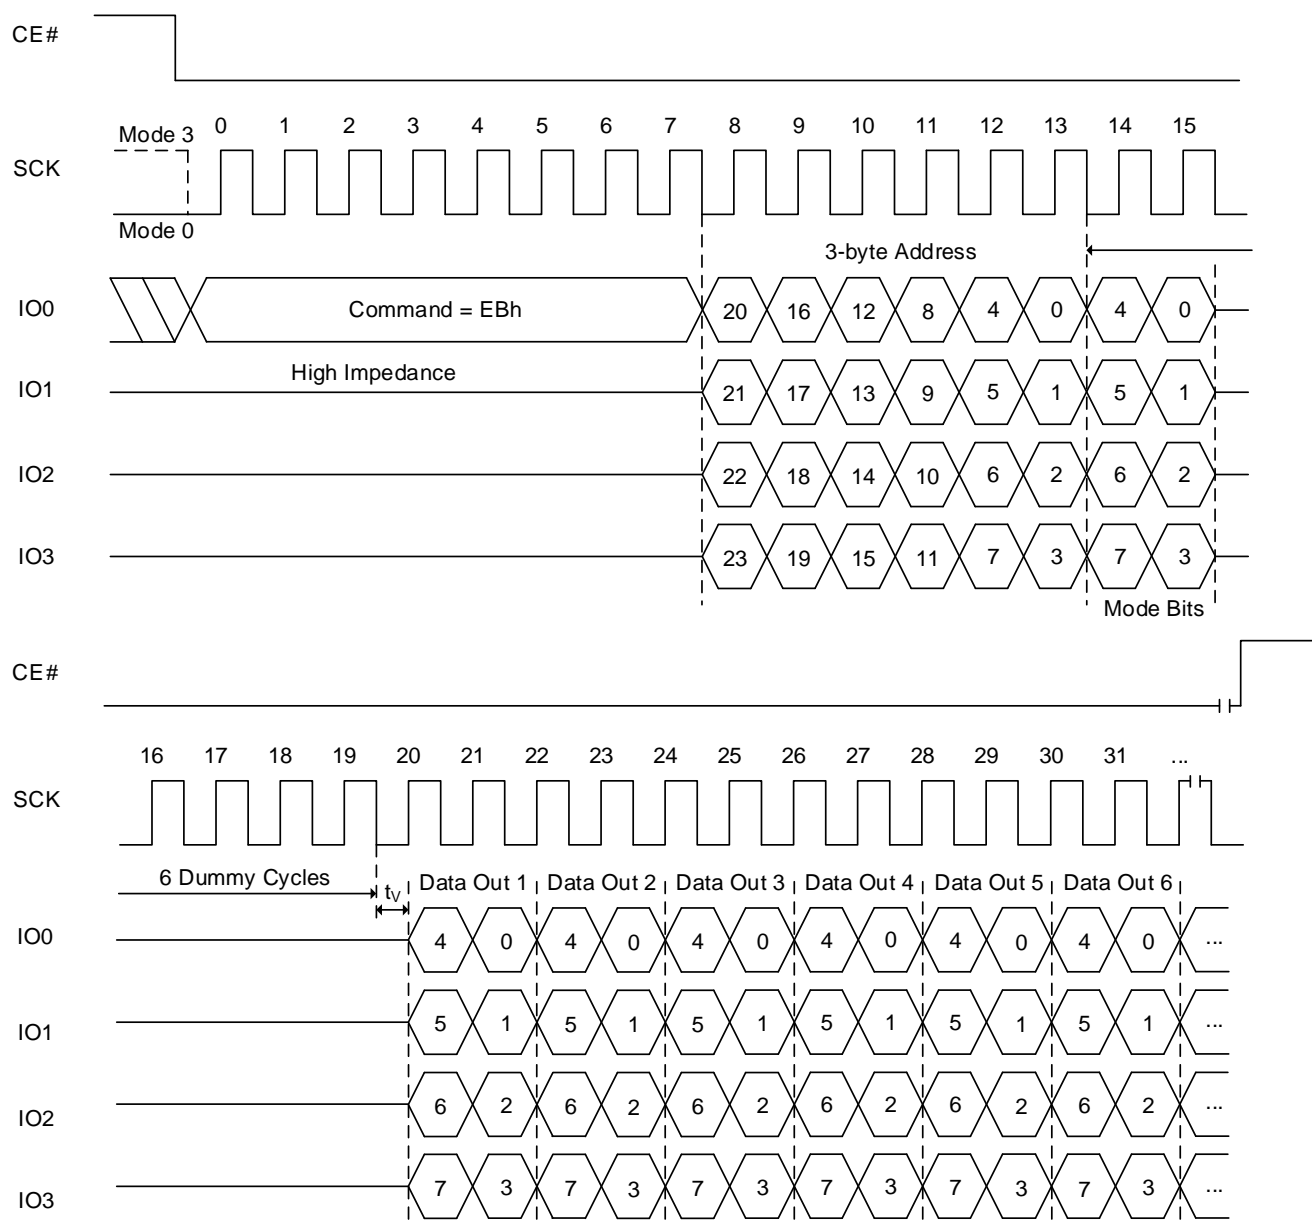 CE#
Mode 3 0 1 2 3 4 5 6 7 8 9 10 11 12 13 14 15
SCK
Mode 0
3-byte Address
IO0 Command = EBh 20 16 12 8 4 0 4 0
High Impedance
IO1 21 17 13 9 5 1 5 1
IO2 22 18 14 10 6 2 6 2
IO3 23 19 15 11 7 3 7 3
Mode Bits
CE#
16 17 18 19 20 21 22 23 24 25 26 27 28 29 30 31 ...
SCK
6 Dummy Cycles tV Data Out 1 Data Out 2 Data Out 3 Data Out 4 Data Out 5 Data Out 6
IO0 4 0 4 0 4 0 4 0 4 0 4 0 ...
IO1 5 1 5 1 5 1 5 1 5 1 5 1 ...
IO2 6 2 6 2 6 2 6 2 6 2 6 2 ...
IO3 7 3 7 3 7 3 7 3 7 3 7 3 ...